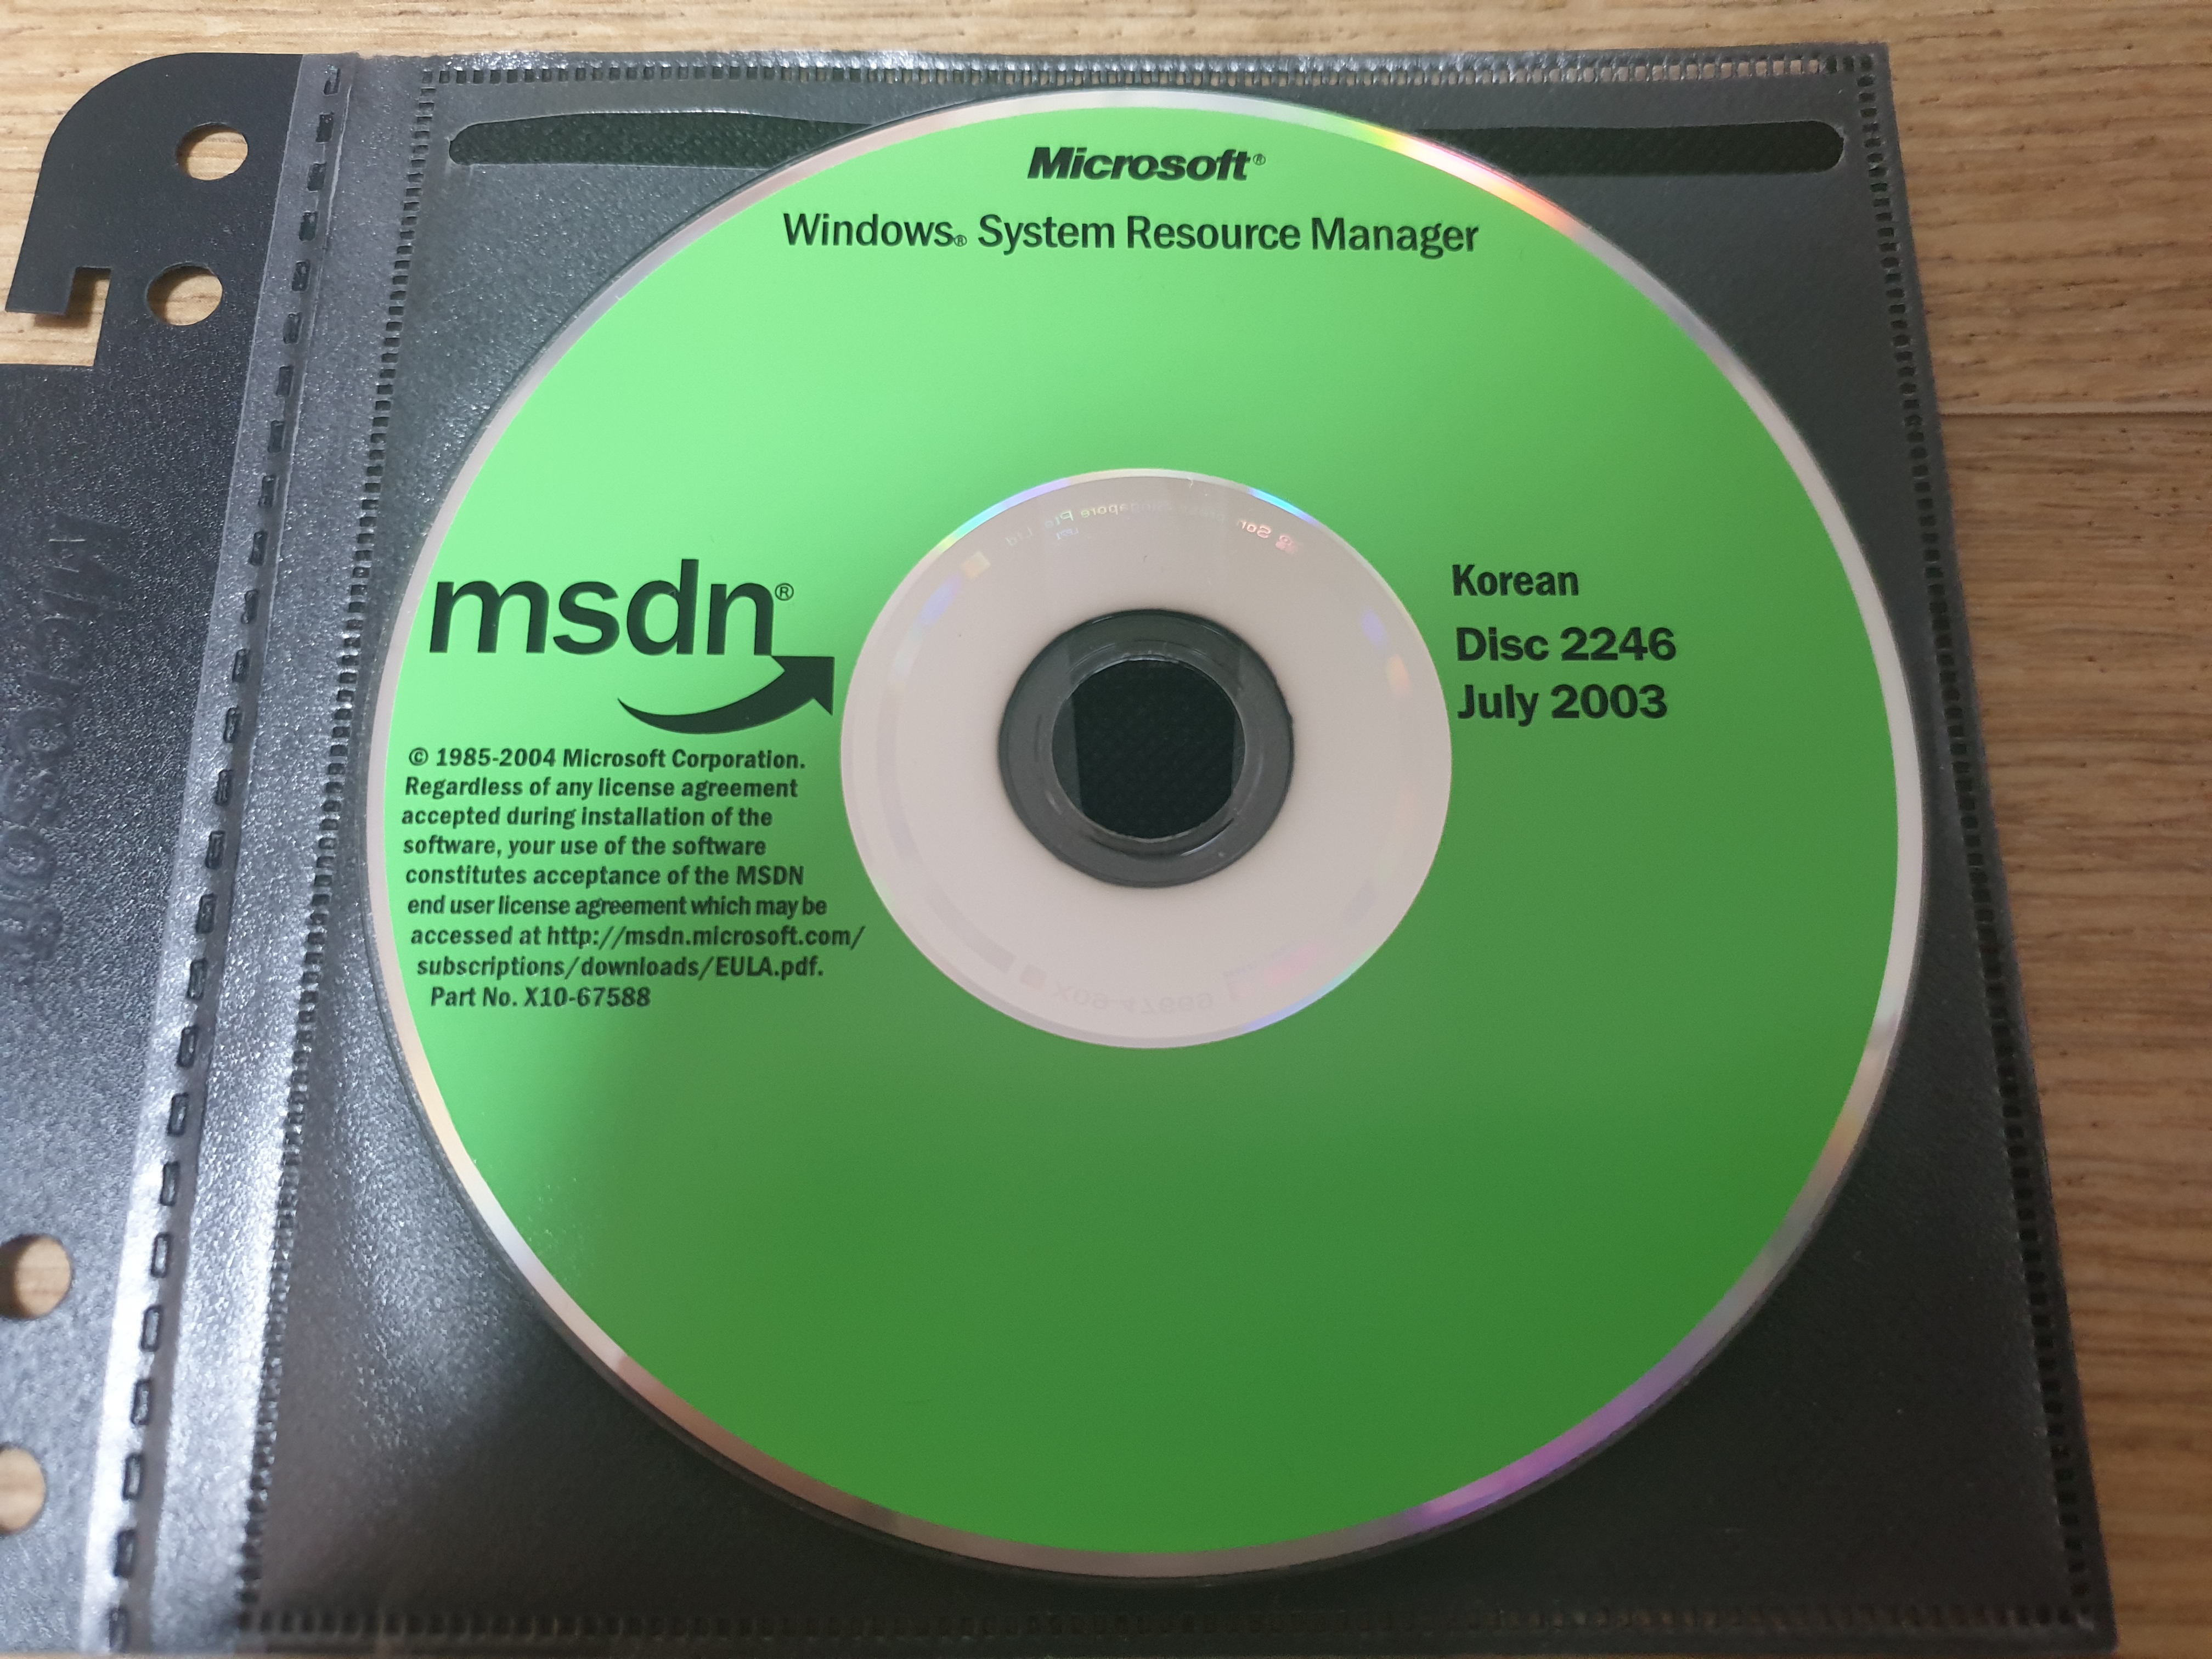 Microsoft®
Windows® System Resource Manager
msdn®
Korean
Disc 2246
July 2003
© 1985-2004 Microsoft Corporation.
Regardless of any license agreement
accepted during installation of the
software, your use of the software
constitutes acceptance of the MSDN
end user license agreement which may be
accessed at http://msdn.microsoft.com/
subscriptions/downloads/EULA.pdf.
Part No. X10-67588
Microsoft